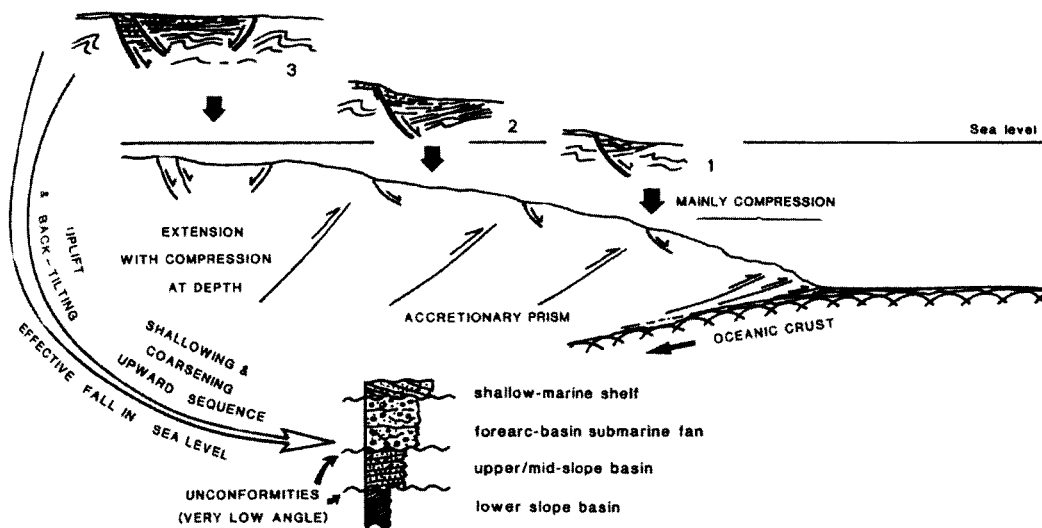 3
2
1
Sea level
MAINLY COMPRESSION
EXTENSION
WITH COMPRESSION
AT DEPTH
ACCRETIONARY PRISM
OCEANIC CRUST
UPLIFT
& BACK-TILTING
EFFECTIVE FALL IN SEA LEVEL
SHALLOWING &
COARSENING
UPWARD SEQUENCE
shallow-marine shelf
forearc-basin submarine fan
upper/mid-slope basin
lower slope basin
UNCONFORMITIES
(VERY LOW ANGLE)